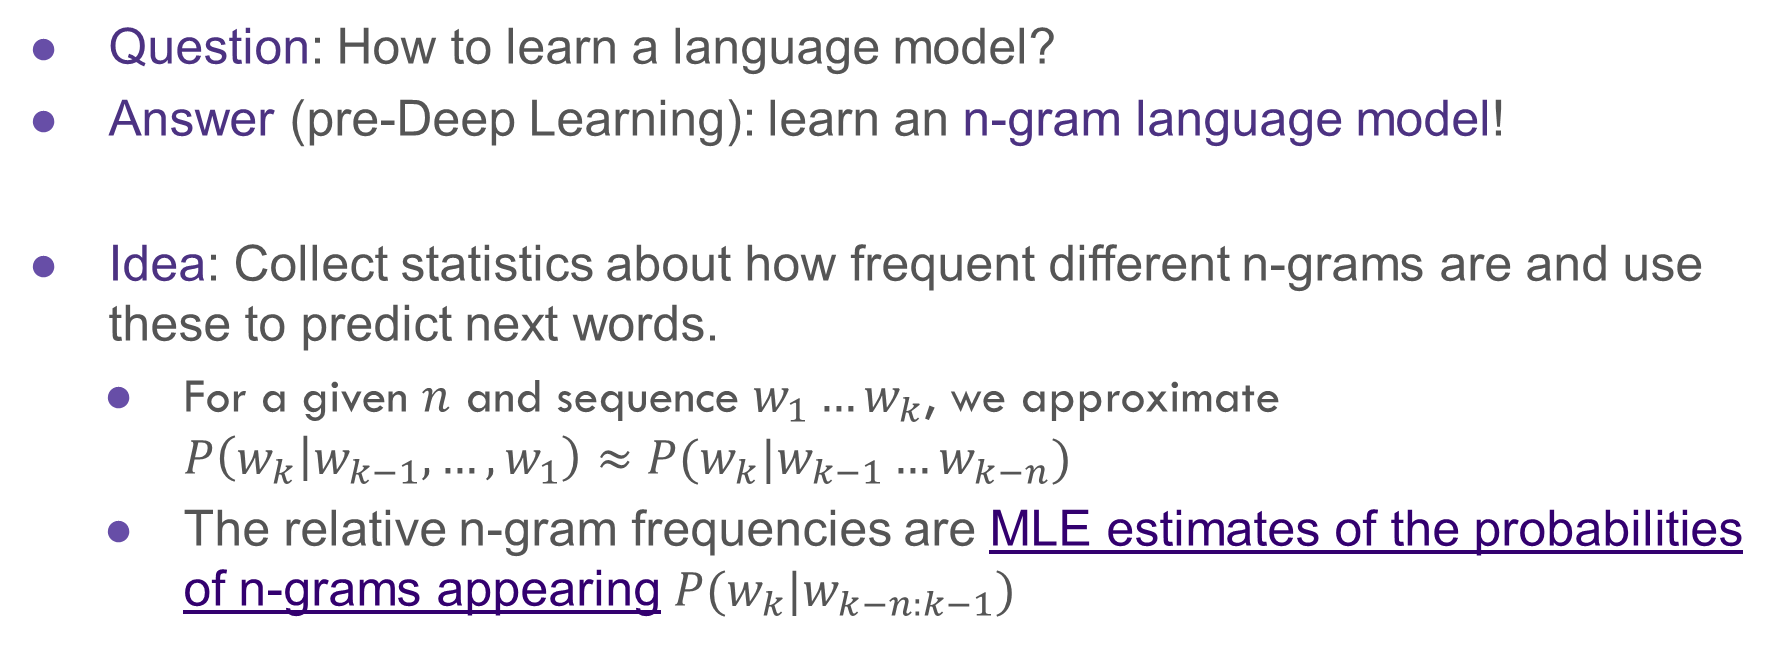 ● Question: How to learn a language model?
● Answer (pre-Deep Learning): learn an n-gram language model!
● Idea: Collect statistics about how frequent different n-grams are and use
these to predict next words.
● For a given 𝑛 and sequence 𝑤₁ … 𝑤ₖ, we approximate
𝑃(𝑤ₖ|𝑤ₖ₋₁, … , 𝑤₁) ≈ 𝑃(𝑤ₖ|𝑤ₖ₋₁ … 𝑤ₖ₋ₙ)
● The relative n-gram frequencies are MLE estimates of the probabilities
of n-grams appearing 𝑃(𝑤ₖ|𝑤ₖ₋ₙ:ₖ₋₁)